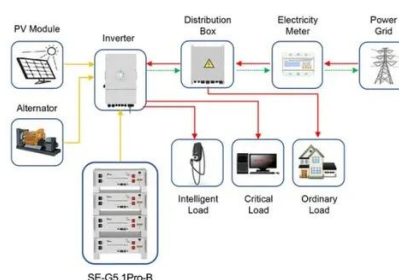 PV Module
Inverter
Distribution
Box
Electricity
Meter
Power
Grid
Alternator
Intelligent
Load
Critical
Load
Ordinary
Load
SE-G5.1Pro-B